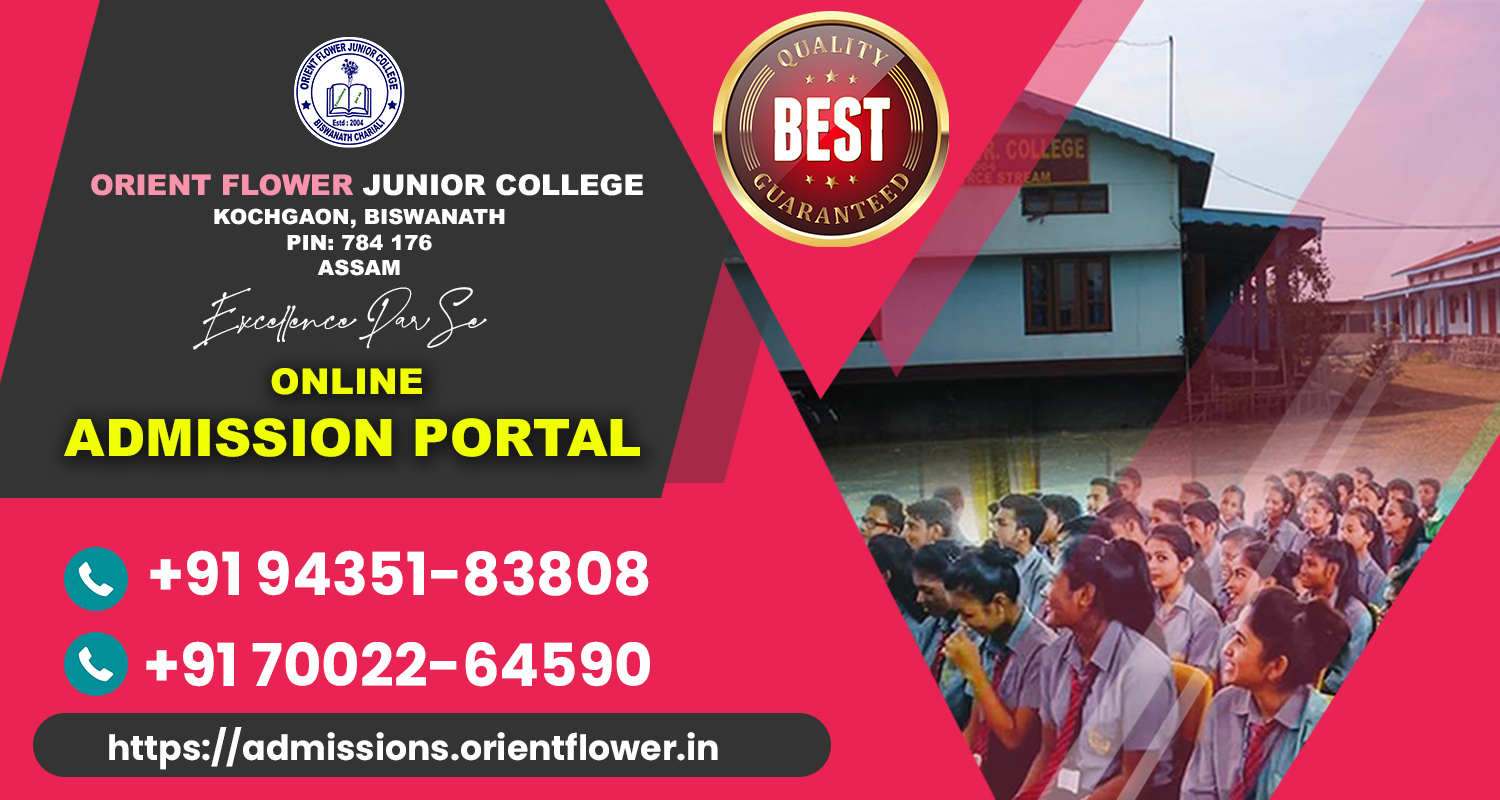 ORIENT FLOWER JUNIOR COLLEGE
Estd : 2004
BISWANATH CHARIALI
ORIENT FLOWER JUNIOR COLLEGE
KOCHGAON, BISWANATH
PIN: 784 176
ASSAM
Excellence Par Se
ONLINE
ADMISSION PORTAL
+91 94351-83808
+91 70022-64590
https://admissions.orientflower.in
QUALITY
BEST
GUARANTEED
R. COLLEGE
RCE STREAM